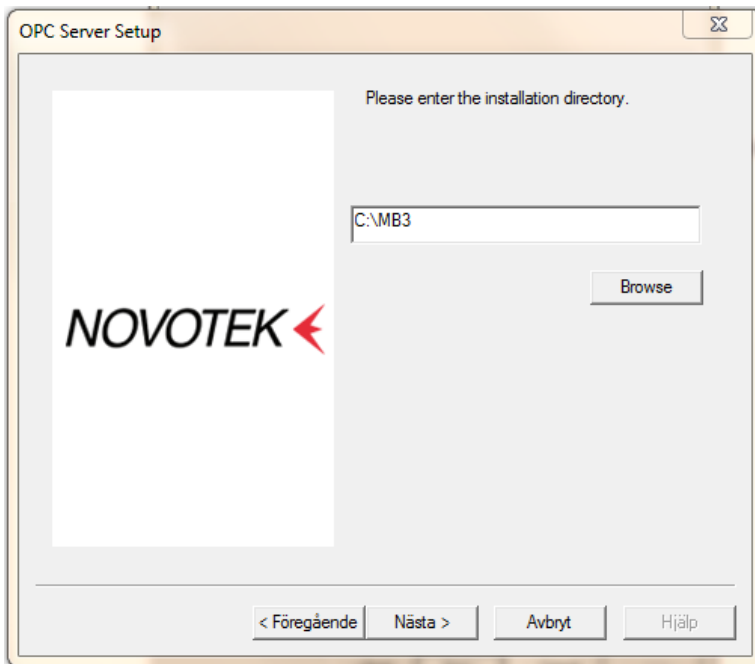 OPC Server Setup
Please enter the installation directory.
C:\MB3
Browse
NOVOTEK
< Föregående
Nästa >
Avbryt
Hjälp